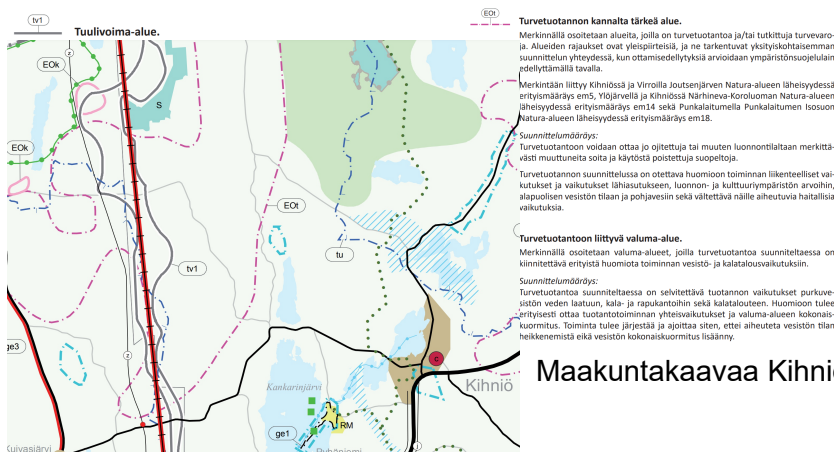 tv1
Tuulivoima-alue.
EOt
Turvetuotannon kannalta tärkeä alue.
Merkinnällä osoitetaan alueita, joilla on turvetuotantoa ja/tai tutkittuja turvevaro-
ja. Alueiden rajaukset ovat yleispiirteisiä, ja ne tarkentuvat yksityiskohtaisemman
suunnittelun yhteydessä, kun ottamisedellytyksiä arvioidaan ympäristönsuojelulain
edellyttämällä tavalla.
Merkintään liittyy Kihniössä ja Virroilla Joutsenjärven Natura-alueen läheisyydessä
erityismääräys em5, Ylöjärvellä ja Kihniössä Närhineva-Koroluoman Natura-alueen
läheisyydessä erityismääräys em14 sekä Punkalaitumella Punkalaitumen Isosuon
Natura-alueen läheisyydessä erityismääräys em18.
Suunnittelumääräys:
Turvetuotantoon voidaan ottaa jo ojitettuja tai muuten luonnontilaltaan merkittä-
västi muuttuneita soita ja käytöstä poistettuja suopeltoja.
Turvetuotannon suunnittelussa on otettava huomioon toiminnan liikenteelliset vai-
kutukset ja vaikutukset lähiasutukseen, luonnon- ja kulttuuriympäristön arvoihin,
alapuolisen vesistön tilaan ja pohjavesiin sekä vältettävä näille aiheutuvia haitallisia
vaikutuksia.
Turvetuotantoon liittyvä valuma-alue.
Merkinnällä osoitetaan valuma-alueet, joilla turvetuotantoa suunniteltaessa on
kiinnitettävä erityistä huomiota toiminnan vesistö- ja kalatalousvaikutuksiin.
Suunnittelumääräys:
Turvetuotantoa suunniteltaessa on selvitettävä tuotannon vaikutukset purkuve-
sistön veden laatuun, kala- ja rapukantoihin sekä kalatalouteen. Huomioon tulee
erityisesti ottaa tuotantotoiminnan yhteisvaikutukset ja valuma-alueen kokonais-
kuormitus. Toiminta tulee järjestää ja ajoittaa siten, ettei aiheuteta vesistön tilan
heikkenemistä eikä vesistön kokonaiskuormitus lisäänny.
Maakuntakaavaa Kihniö
z
EOk
S
EOk
EOt
tu
tv1
z
ge3
c
Kihniö
Kankarinjärvi
ge1
RM
Kuivasjärvi
Pyhäniemi